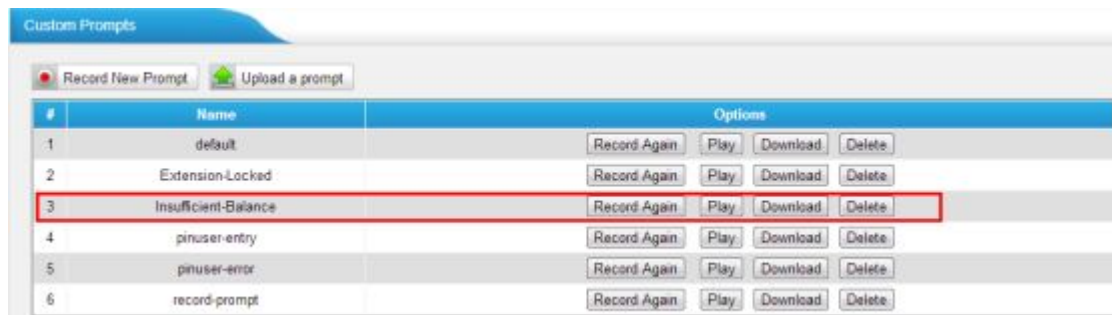 Custom Prompts
Record New Prompt Upload a prompt
# Name Options
1 default Record Again Play Download Delete
2 Extension-Locked Record Again Play Download Delete
3 Insufficient-Balance Record Again Play Download Delete
4 pinuser-entry Record Again Play Download Delete
5 pinuser-error Record Again Play Download Delete
6 record-prompt Record Again Play Download Delete